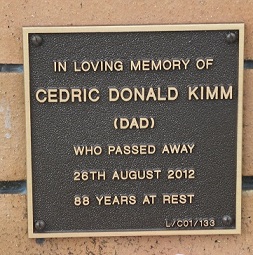 IN LOVING MEMORY OF
CEDRIC DONALD KIMM
(DAD)
WHO PASSED AWAY
26TH AUGUST 2012
88 YEARS AT REST
L/C01/133